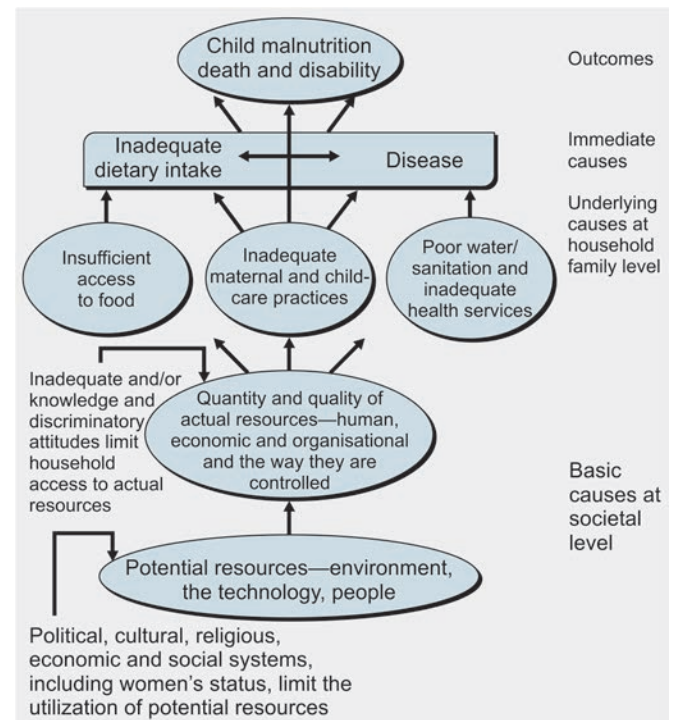 Child malnutrition
death and disability
Outcomes
Inadequate
dietary intake
Disease
Immediate
causes
Underlying
causes at
household
family level
Insufficient
access
to food
Inadequate
maternal and child-
care practices
Poor water/
sanitation and
inadequate
health services
Inadequate and/or
knowledge and
discriminatory
attitudes limit
household
access to actual
resources
Quantity and quality of
actual resources—human,
economic and organisational
and the way they are
controlled
Basic
causes at
societal
level
Potential resources—environment,
the technology, people
Political, cultural, religious,
economic and social systems,
including women's status, limit the
utilization of potential resources